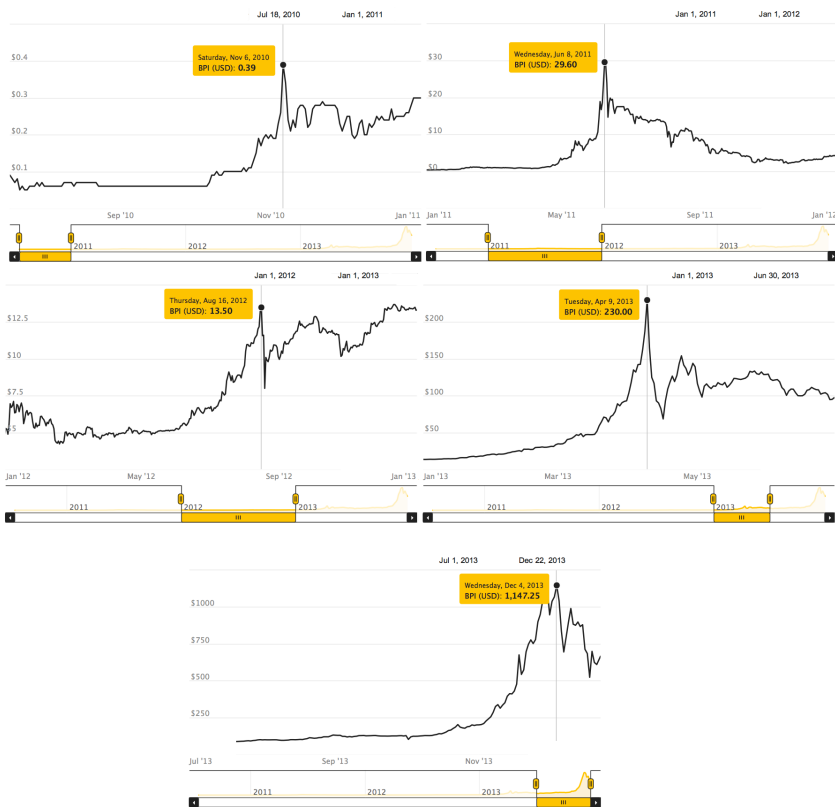 Jul 18, 2010 Jan 1, 2011
Saturday, Nov 6, 2010
BPI (USD): 0.39
$0.4
$0.3
$0.2
$0.1
Sep '10 Nov '10 Jan '11
2011 2012 2013
Jan 1, 2011 Jan 1, 2012
Wednesday, Jun 8, 2011
BPI (USD): 29.60
$30
$20
$10
$0
Jan '11 May '11 Sep '11 Jan '12
2011 2012 2013
Jan 1, 2012 Jan 1, 2013
Thursday, Aug 16, 2012
BPI (USD): 13.50
$12.5
$10
$7.5
$5
Jan '12 May '12 Sep '12 Jan '13
2011 2012 2013
Jan 1, 2013 Jun 30, 2013
Tuesday, Apr 9, 2013
BPI (USD): 230.00
$200
$150
$100
$50
Jan '13 Mar '13 May '13
2011 2012 2013
Jul 1, 2013 Dec 22, 2013
Wednesday, Dec 4, 2013
BPI (USD): 1,147.25
$1000
$750
$500
$250
Jul '13 Sep '13 Nov '13
2011 2012 2013